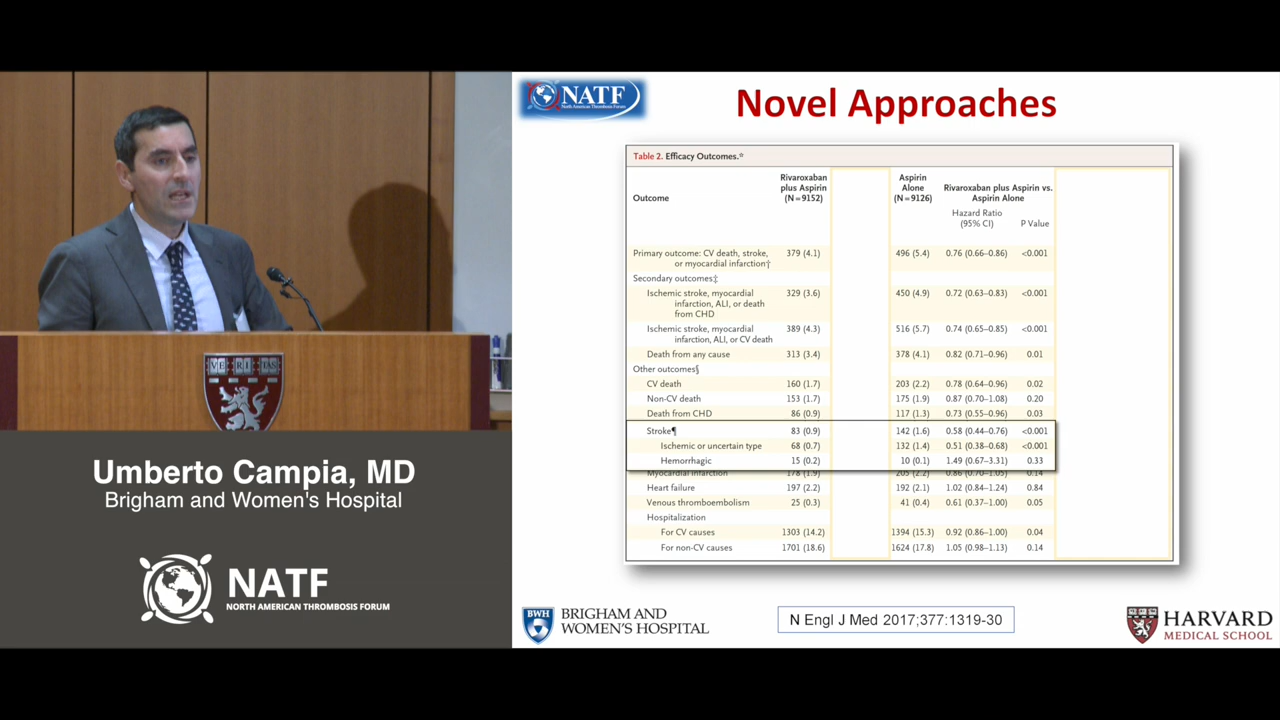 VE RI TAS
Umberto Campia, MD
Brigham and Women's Hospital
NATF
NORTH AMERICAN THROMBOSIS FORUM
NATF
North American Thrombosis Forum
Novel Approaches
Table 2. Efficacy Outcomes.*
Outcome Rivaroxaban plus Aspirin (N=9152) Aspirin Alone (N=9126) Rivaroxaban plus Aspirin vs. Aspirin Alone
Hazard Ratio (95% CI) P Value
Primary outcome: CV death, stroke, 379 (4.1) 496 (5.4) 0.76 (0.66–0.86) <0.001
or myocardial infarction†
Secondary outcomes‡
Ischemic stroke, myocardial 329 (3.6) 450 (4.9) 0.72 (0.63–0.83) <0.001
infarction, ALI, or death
from CHD
Ischemic stroke, myocardial 389 (4.3) 516 (5.7) 0.74 (0.65–0.85) <0.001
infarction, ALI, or CV death
Death from any cause 313 (3.4) 378 (4.1) 0.82 (0.71–0.96) 0.01
Other outcomes§
CV death 160 (1.7) 203 (2.2) 0.78 (0.64–0.96) 0.02
Non-CV death 153 (1.7) 175 (1.9) 0.87 (0.70–1.08) 0.20
Death from CHD 86 (0.9) 117 (1.3) 0.73 (0.55–0.96) 0.03
Stroke¶ 83 (0.9) 142 (1.6) 0.58 (0.44–0.76) <0.001
Ischemic or uncertain type 68 (0.7) 132 (1.4) 0.51 (0.38–0.68) <0.001
Hemorrhagic 15 (0.2) 10 (0.1) 1.49 (0.67–3.31) 0.33
Myocardial infarction 178 (1.9) 205 (2.2) 0.86 (0.70–1.05) 0.14
Heart failure 197 (2.2) 192 (2.1) 1.02 (0.84–1.24) 0.84
Venous thromboembolism 25 (0.3) 41 (0.4) 0.61 (0.37–1.00) 0.05
Hospitalization
For CV causes 1303 (14.2) 1394 (15.3) 0.92 (0.86–1.00) 0.04
For non-CV causes 1701 (18.6) 1624 (17.8) 1.05 (0.98–1.13) 0.14
BWH
BRIGHAM AND
WOMEN'S HOSPITAL
N Engl J Med 2017;377:1319-30
HARVARD
MEDICAL SCHOOL